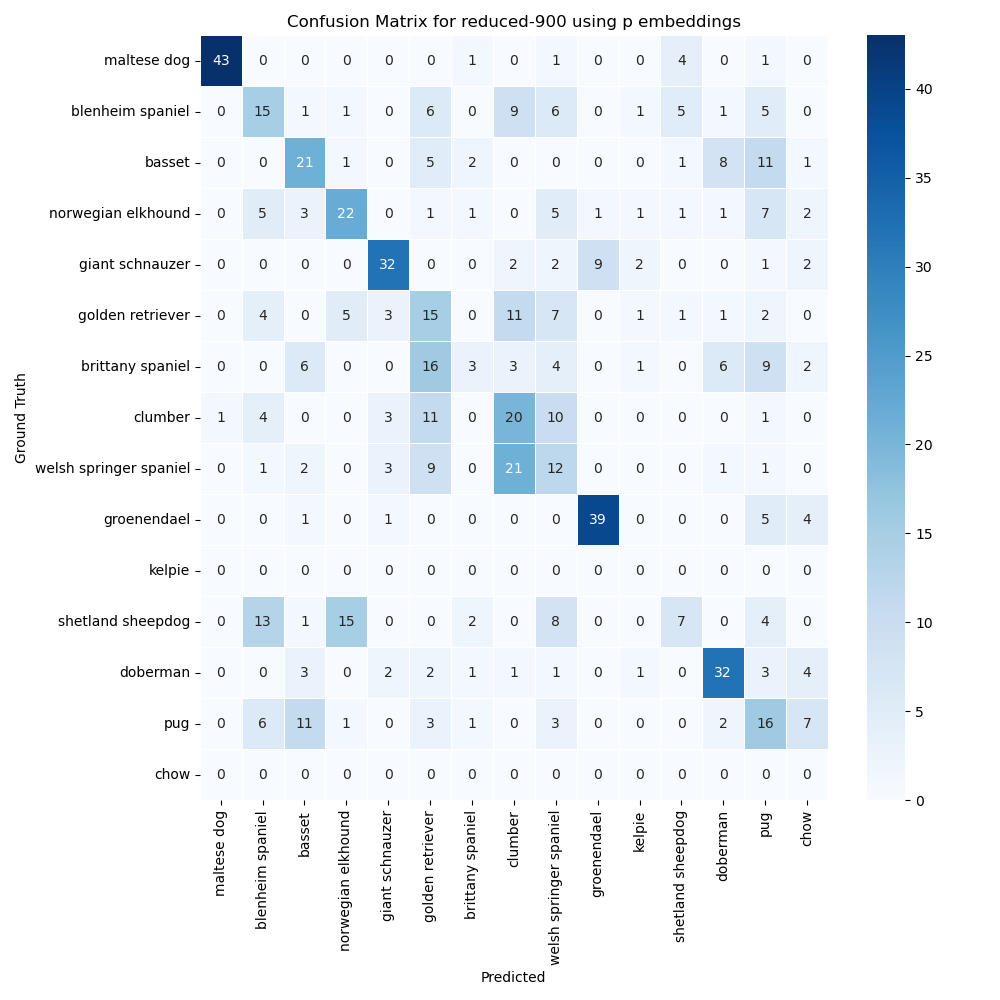 Confusion Matrix for reduced-900 using p embeddings
Ground Truth
maltese dog 43 0 0 0 0 0 1 0 1 0 0 4 0 1 0
blenheim spaniel 0 15 1 1 0 6 0 9 6 0 1 5 1 5 0
basset 0 0 21 1 0 5 2 0 0 0 0 1 8 11 1
norwegian elkhound 0 5 3 22 0 1 1 0 5 1 1 1 1 7 2
giant schnauzer 0 0 0 0 32 0 0 2 2 9 2 0 0 1 2
golden retriever 0 4 0 5 3 15 0 11 7 0 1 1 1 2 0
brittany spaniel 0 0 6 0 0 16 3 3 4 0 1 0 6 9 2
clumber 1 4 0 0 3 11 0 20 10 0 0 0 0 1 0
welsh springer spaniel 0 1 2 0 3 9 0 21 12 0 0 0 1 1 0
groenendael 0 0 1 0 1 0 0 0 0 39 0 0 0 5 4
kelpie 0 0 0 0 0 0 0 0 0 0 0 0 0 0 0
shetland sheepdog 0 13 1 15 0 0 2 0 8 0 0 7 0 4 0
doberman 0 0 3 0 2 2 1 1 1 0 1 0 32 3 4
pug 0 6 11 1 0 3 1 0 3 0 0 0 2 16 7
chow 0 0 0 0 0 0 0 0 0 0 0 0 0 0 0
maltese dog
blenheim spaniel
basset
norwegian elkhound
giant schnauzer
golden retriever
brittany spaniel
clumber
welsh springer spaniel
groenendael
kelpie
shetland sheepdog
doberman
pug
chow
Predicted
40
35
30
25
20
15
10
5
0